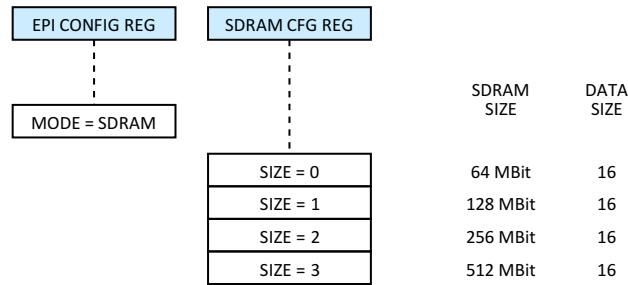 EPI CONFIG REG SDRAM CFG REG
SDRAM DATA
SIZE SIZE
MODE = SDRAM
SIZE = 0 64 MBit 16
SIZE = 1 128 MBit 16
SIZE = 2 256 MBit 16
SIZE = 3 512 MBit 16